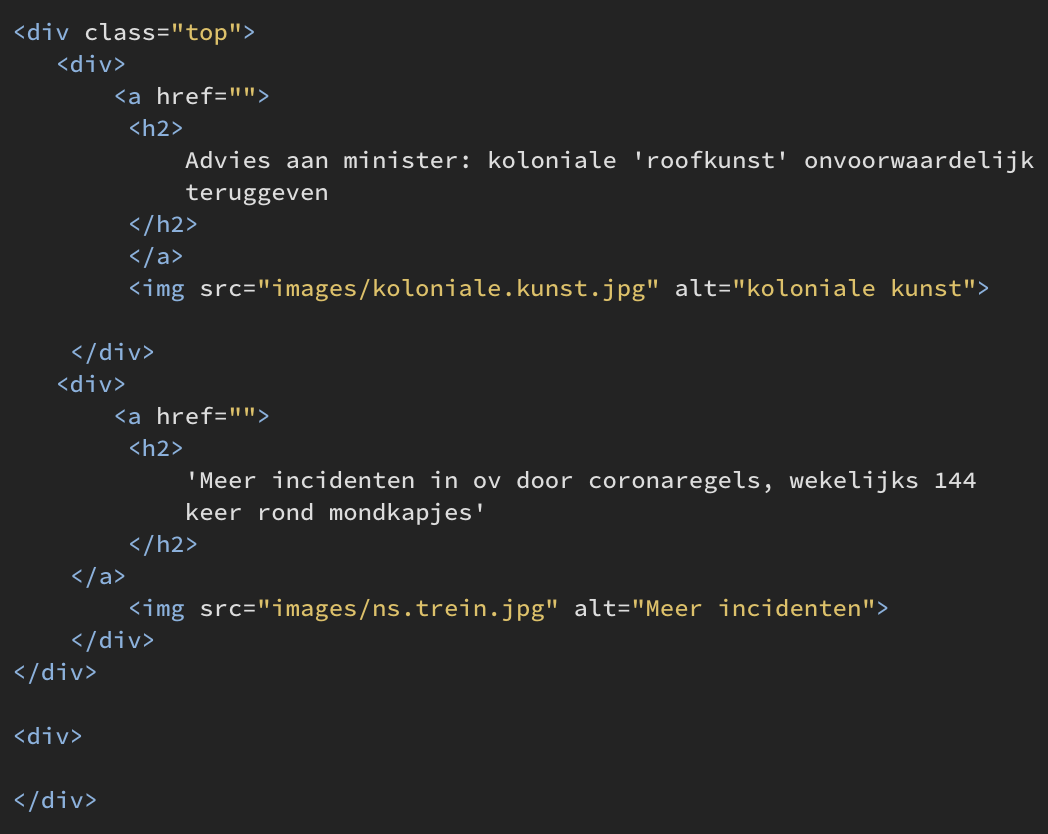 <div class="top">
<div>
<a href="">
<h2>
Advies aan minister: koloniale 'roofkunst' onvoorwaardelijk
teruggeven
</h2>
</a>
<img src="images/koloniale.kunst.jpg" alt="koloniale kunst">
</div>
<div>
<a href="">
<h2>
'Meer incidenten in ov door coronaregels, wekelijks 144
keer rond mondkapjes'
</h2>
</a>
<img src="images/ns.trein.jpg" alt="Meer incidenten">
</div>
</div>
<div>
</div>